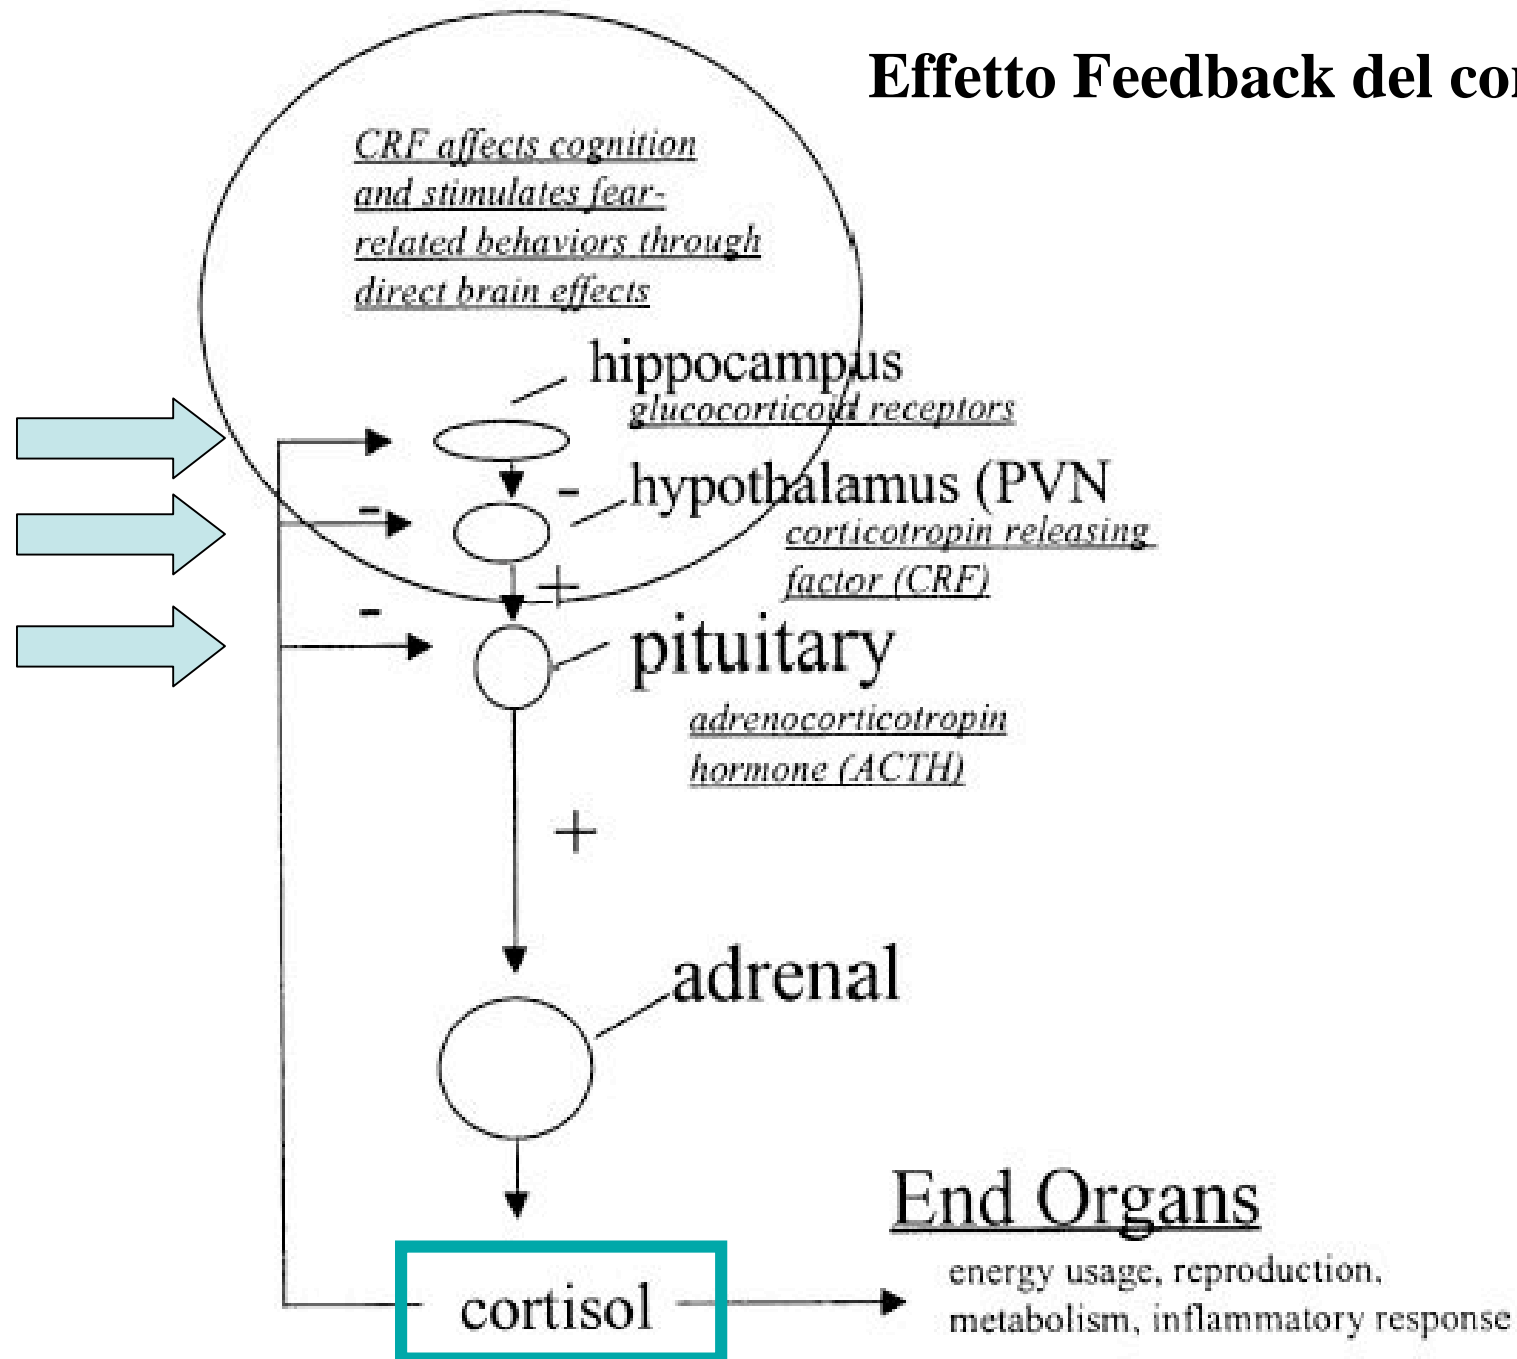 Effetto Feedback del
CRF affects cognition
and stimulates fear-
related behaviors through
direct brain effects
hippocampus
glucocorticoid receptors
-
hypothalamus (PVN
-
corticotropin releasing
factor (CRF)
+
-
pituitary
adrenocorticotropin
hormone (ACTH)
+
adrenal
End Organs
energy usage, reproduction,
cortisol
metabolism, inflammatory response